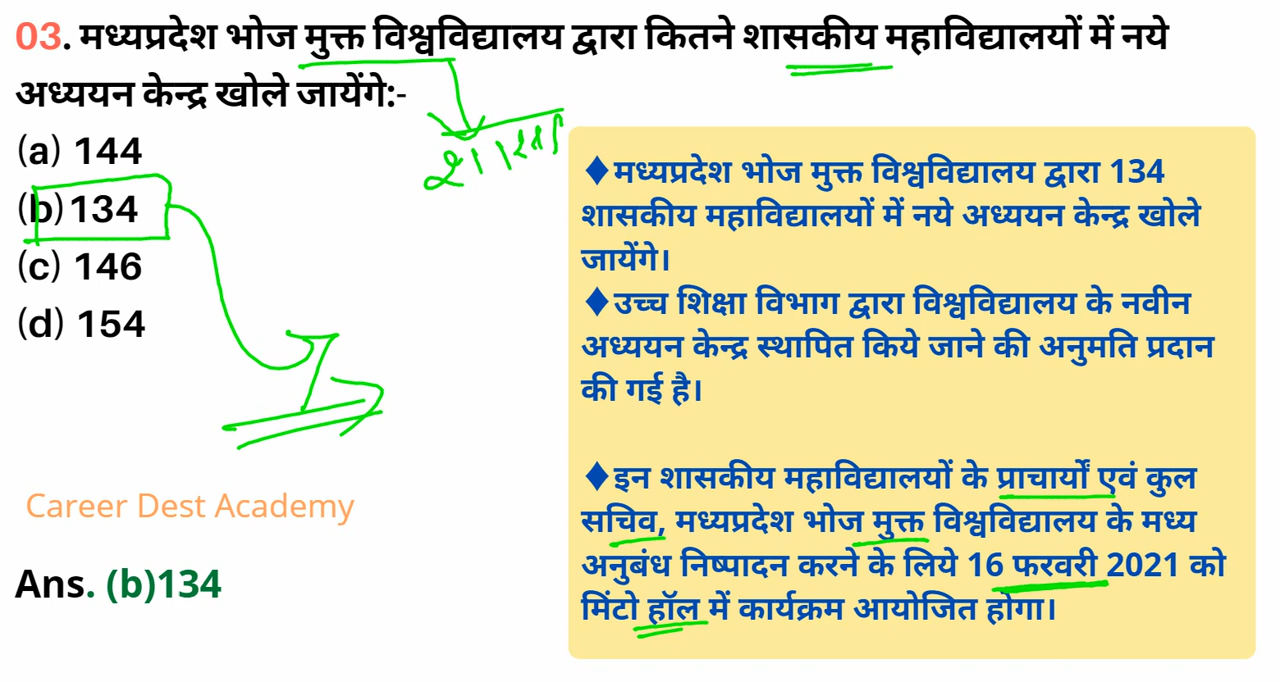 03. मध्यप्रदेश भोज मुक्त विश्वविद्यालय द्वारा कितने शासकीय महाविद्यालयों में नये
अध्ययन केन्द्र खोले जायेंगे:-
(a) 144
(b) 134
(c) 146
(d) 154
♦मध्यप्रदेश भोज मुक्त विश्वविद्यालय द्वारा 134
शासकीय महाविद्यालयों में नये अध्ययन केन्द्र खोले
जायेंगे।
♦उच्च शिक्षा विभाग द्वारा विश्वविद्यालय के नवीन
अध्ययन केन्द्र स्थापित किये जाने की अनुमति प्रदान
की गई है।
♦इन शासकीय महाविद्यालयों के प्राचार्यों एवं कुल
सचिव, मध्यप्रदेश भोज मुक्त विश्वविद्यालय के मध्य
अनुबंध निष्पादन करने के लिये 16 फरवरी 2021 को
मिंटो हॉल में कार्यक्रम आयोजित होगा।
Career Dest Academy
Ans. (b)134